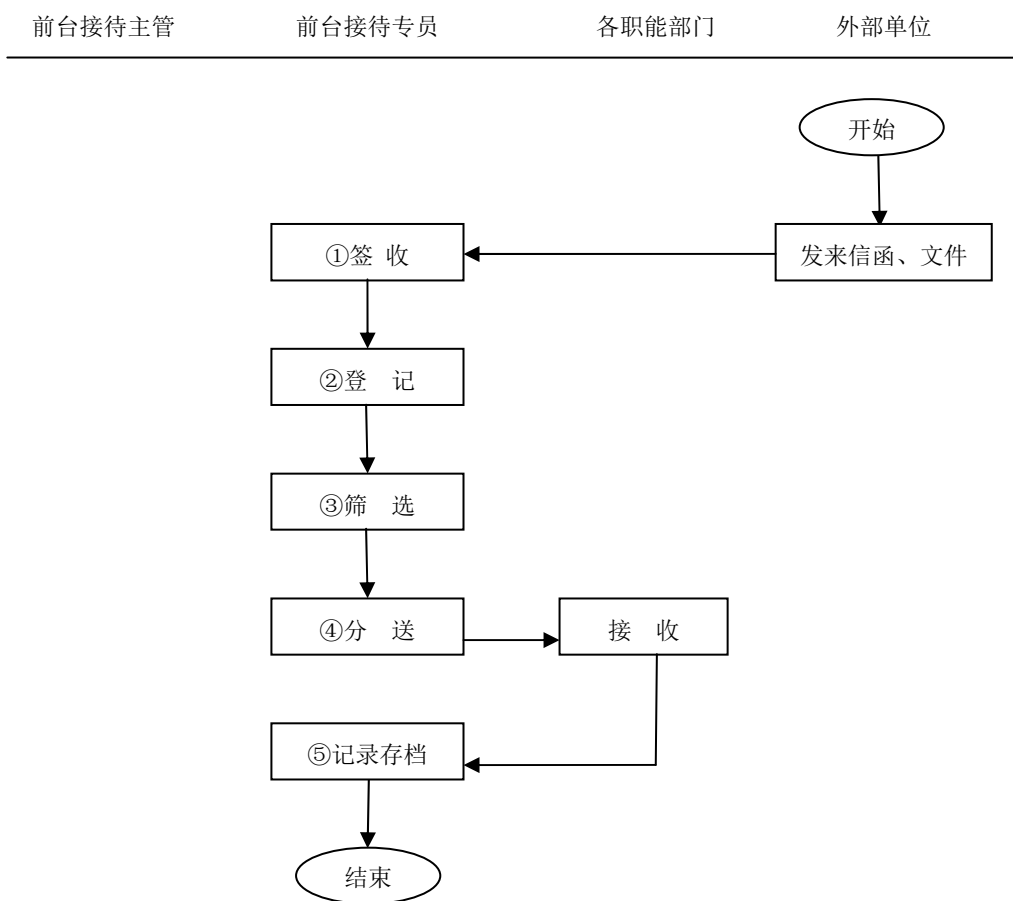 前台接待主管 前台接待专员 各职能部门 外部单位
开始
①签 收 发来信函、文件
②登 记
③筛 选
④分 送 接 收
⑤记录存档
结束